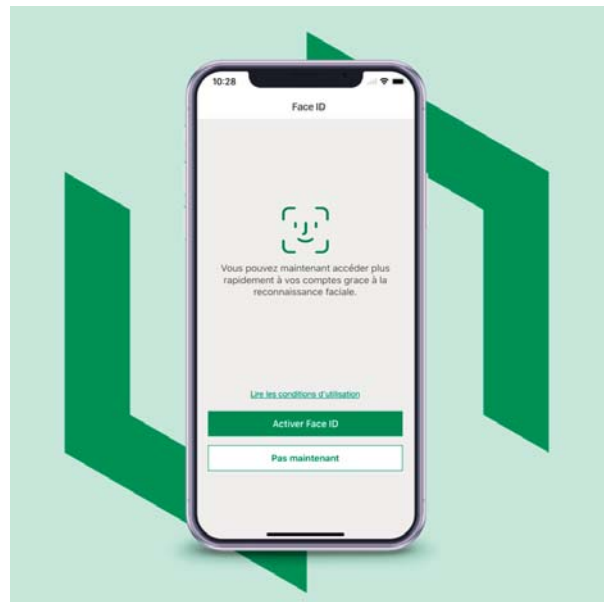 10:28
Face ID
Vous pouvez maintenant accéder plus
rapidement à vos comptes grace à la
reconnaissance faciale.
Lire les conditions d'utilisation
Activer Face ID
Pas maintenant